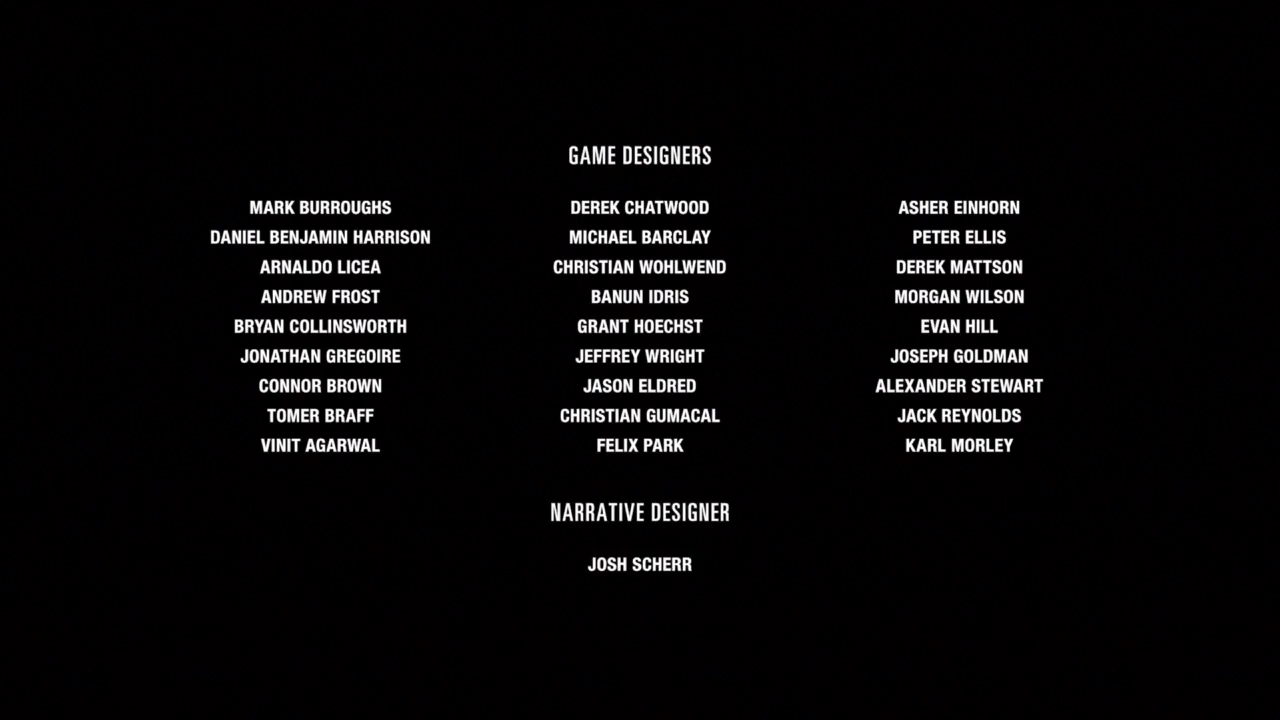 GAME DESIGNERS
MARK BURROUGHS DEREK CHATWOOD ASHER EINHORN
DANIEL BENJAMIN HARRISON MICHAEL BARCLAY PETER ELLIS
ARNALDO LICEA CHRISTIAN WOHLWEND DEREK MATTSON
ANDREW FROST BANUN IDRIS MORGAN WILSON
BRYAN COLLINSWORTH GRANT HOECHST EVAN HILL
JONATHAN GREGOIRE JEFFREY WRIGHT JOSEPH GOLDMAN
CONNOR BROWN JASON ELDRED ALEXANDER STEWART
TOMER BRAFF CHRISTIAN GUMACAL JACK REYNOLDS
VINIT AGARWAL FELIX PARK KARL MORLEY
NARRATIVE DESIGNER
JOSH SCHERR